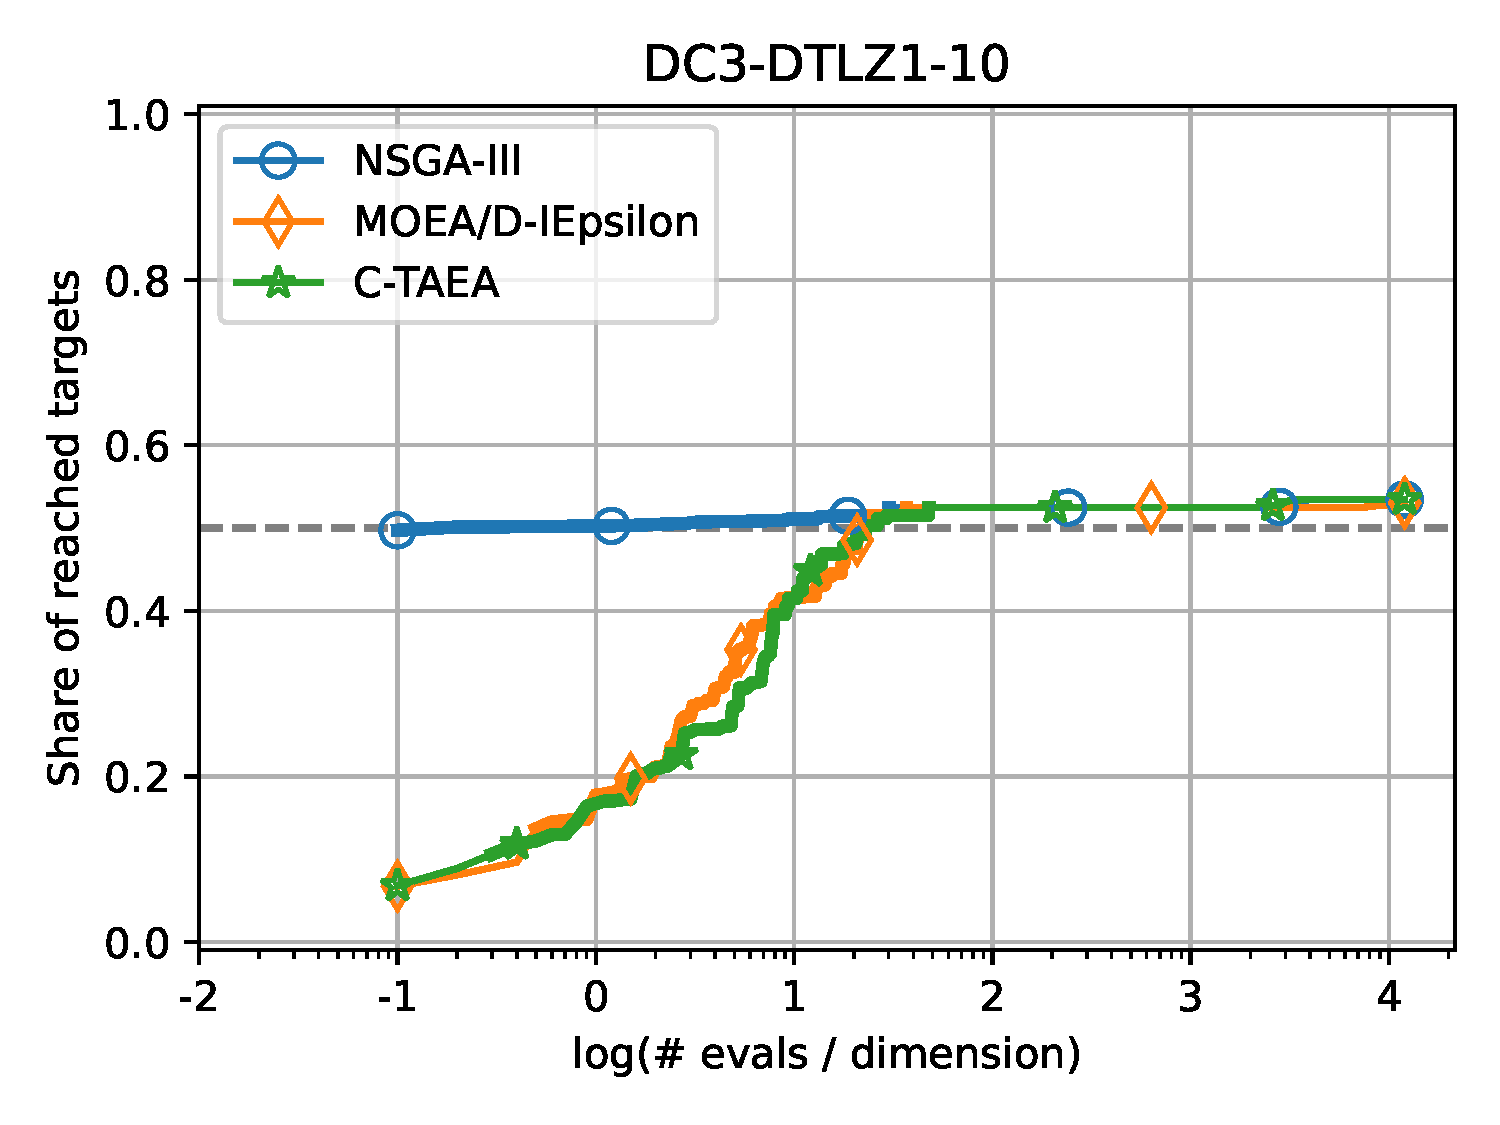 DC3-DTLZ1-10
1.0
0.8
0.6
0.4
0.2
0.0
Share of reached targets
NSGA-III
MOEA/D-IEpsilon
C-TAEA
-2 -1 0 1 2 3 4
log(# evals / dimension)